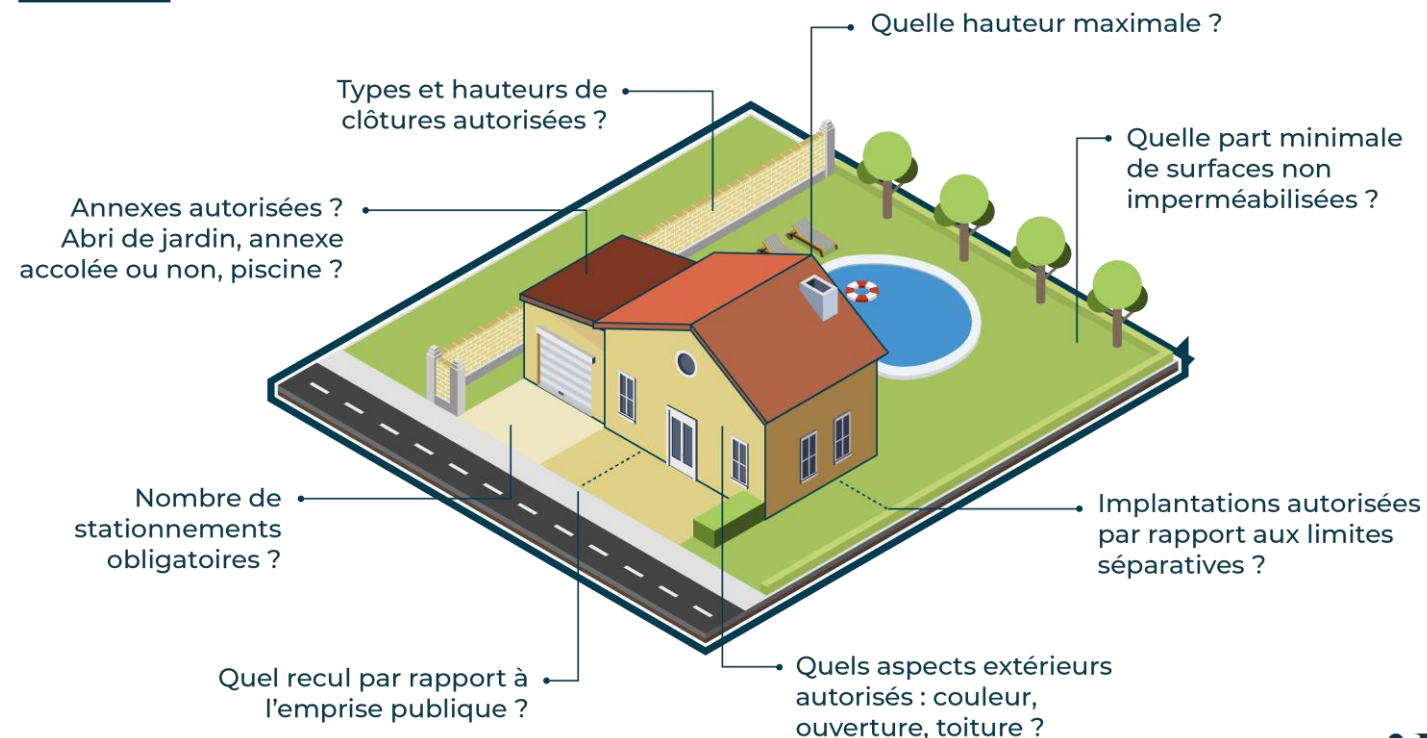 Quelle hauteur maximale ?
Types et hauteurs de
clôtures autorisées ?
Quelle part minimale
de surfaces non
imperméabilisées ?
Annexes autorisées ?
Abri de jardin, annexe
accolée ou non, piscine ?
Nombre de
stationnements
obligatoires ?
Implantations autorisées
par rapport aux limites
séparatives ?
Quel recul par rapport à
l’emprise publique ?
Quels aspects extérieurs
autorisés : couleur,
ouverture, toiture ?